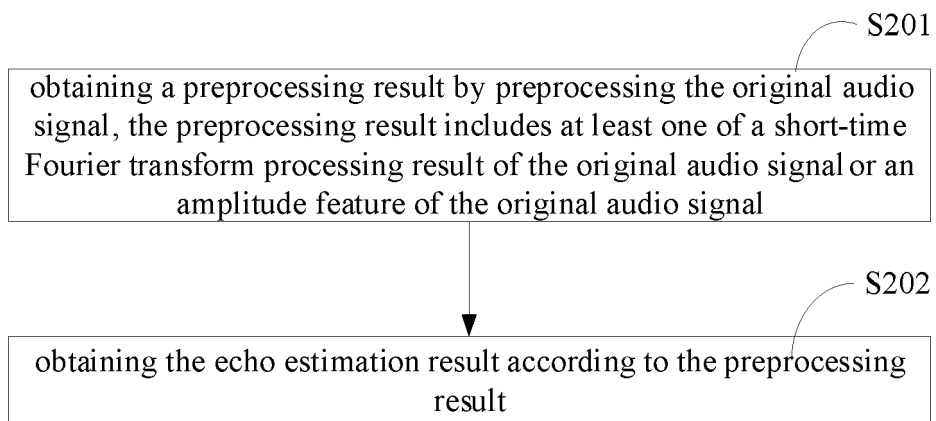 S201
obtaining a preprocessing result by preprocessing the original audio
signal, the preprocessing result includes at least one of a short-time
Fourier transform processing result of the original audio signal or an
amplitude feature of the original audio signal
S202
obtaining the echo estimation result according to the preprocessing
result